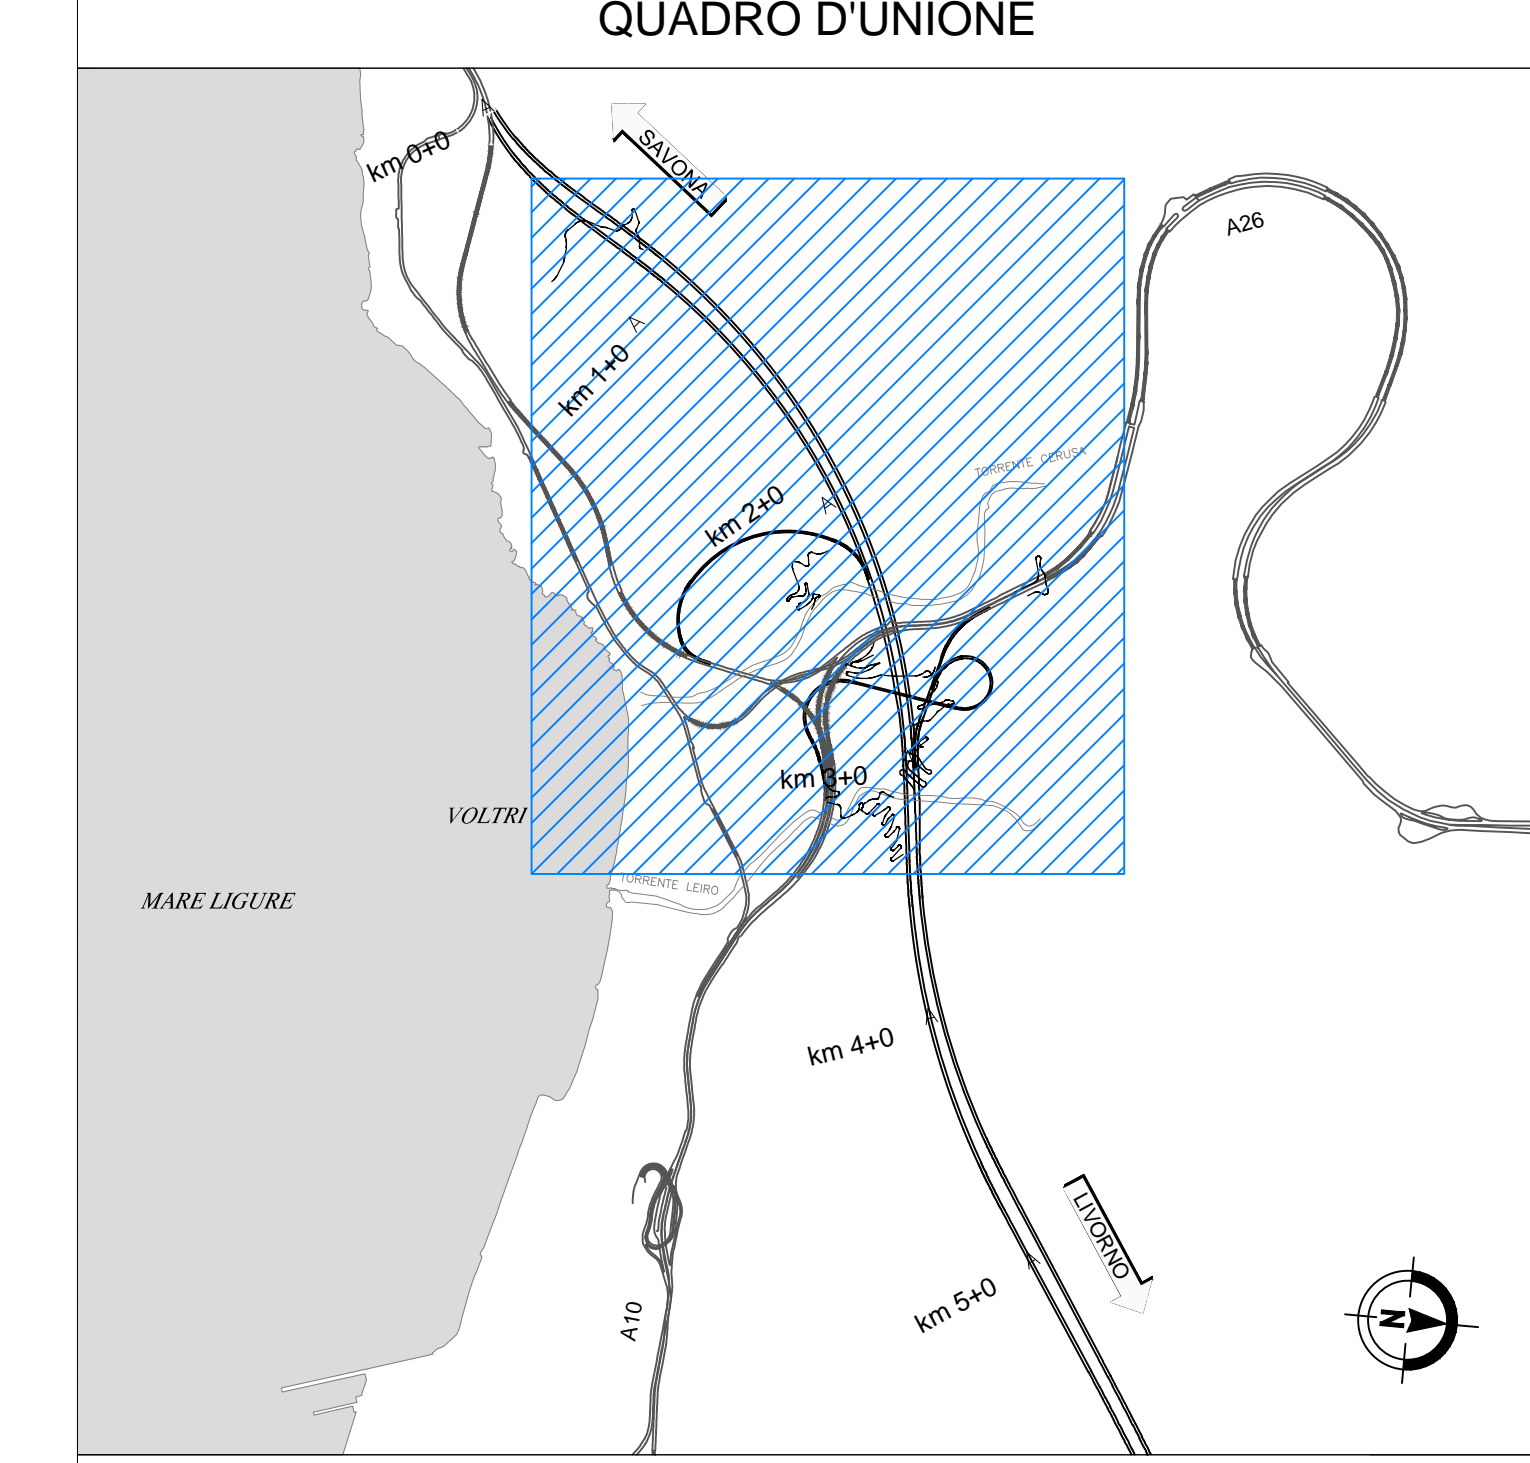 QUADRO D'UNIONE
km 0+0
SAVONA
A26
km 1+0
TORRENTE CERUSA
km 2+0
km 3+0
VOLTRI
TORRENTE LEIRO
MARE LIGURE
km 4+0
LIVORNO
km 5+0
A10
N